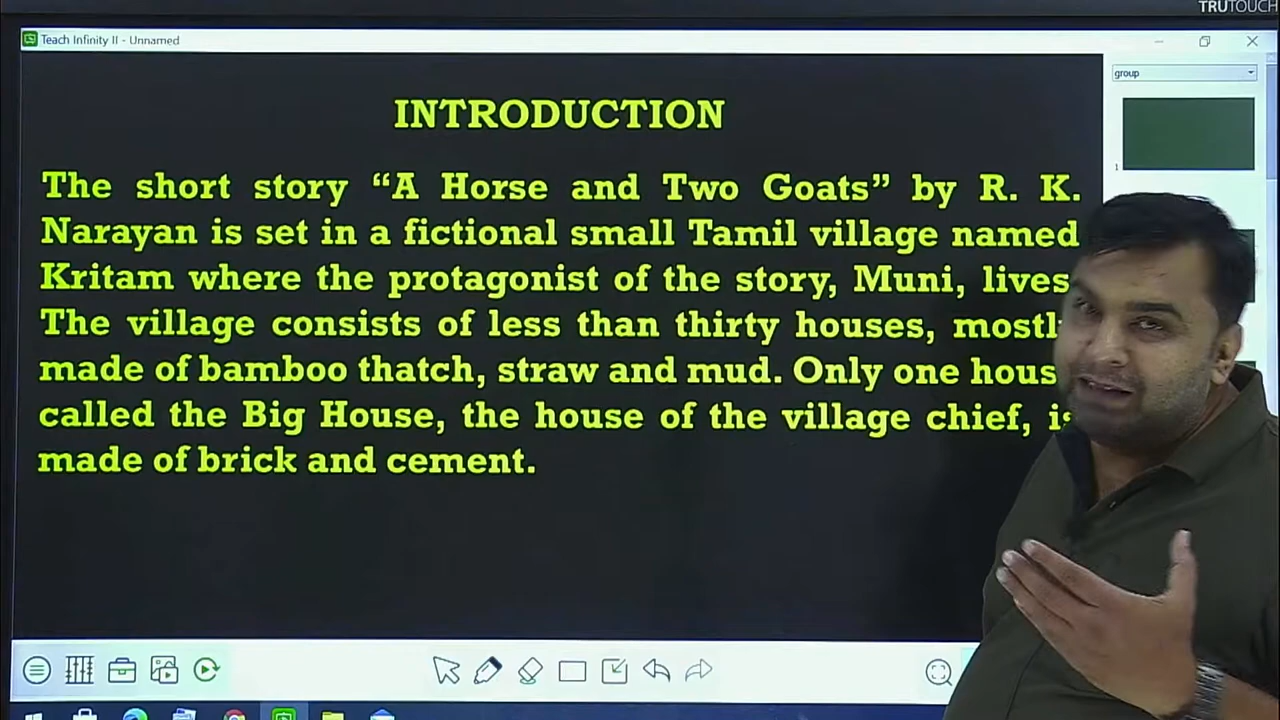 TRUTOUCH
Teach Infinity II - Unnamed
group
1
INTRODUCTION
The short story “A Horse and Two Goats” by R. K.
Narayan is set in a fictional small Tamil village named
Kritam where the protagonist of the story, Muni, lives
The village consists of less than thirty houses,
made of bamboo thatch, straw and mud. Only one
called the Big House, the house of the village chief, is
made of brick and cement.